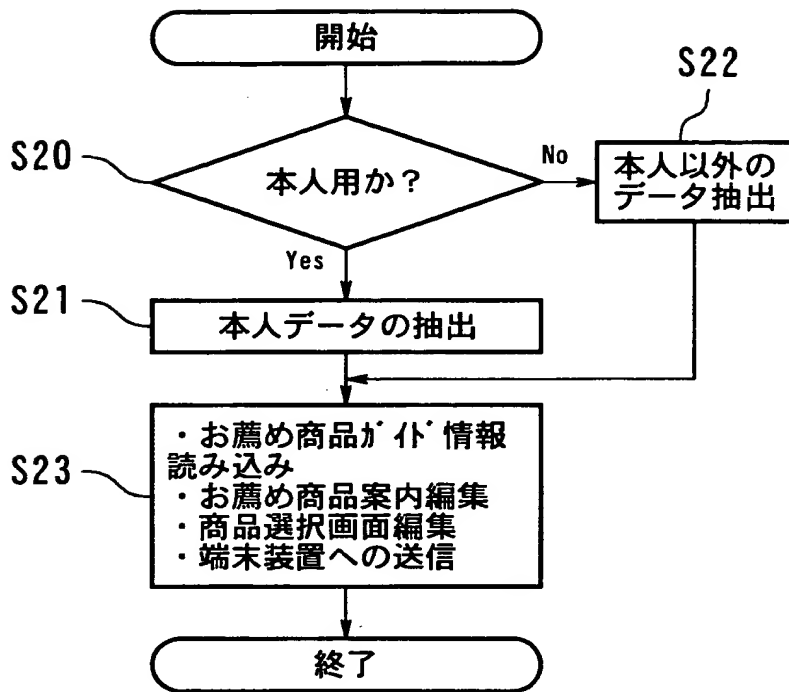 開始
S20
本人用か？
No
S22
本人以外の
データ抽出
Yes
S21
本人データの抽出
S23
・お薦め商品ｶﾞｲﾄﾞ情報
読み込み
・お薦め商品案内編集
・商品選択画面編集
・端末装置への送信
終了